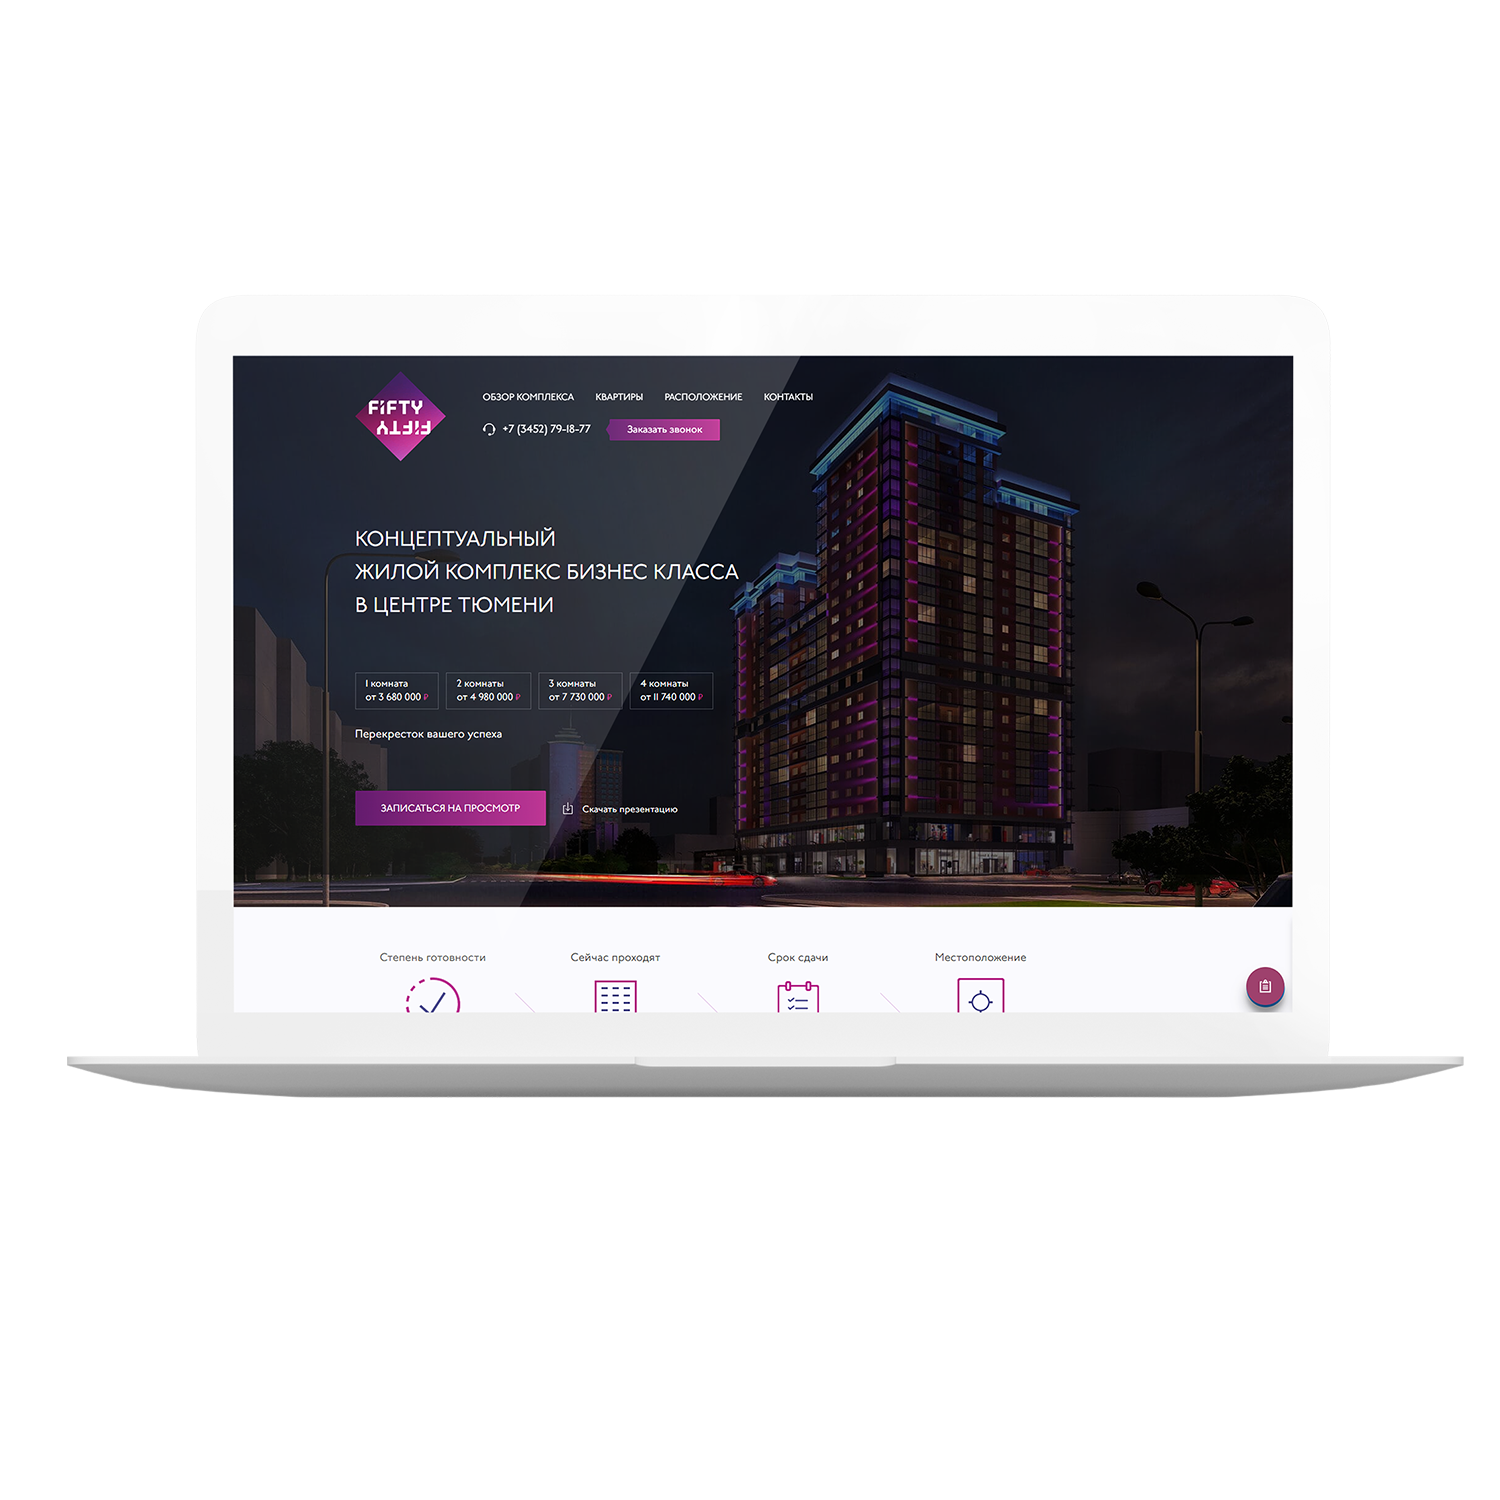 FiFTY
FiFTY
ОБЗОР КОМПЛЕКСА КВАРТИРЫ РАСПОЛОЖЕНИЕ КОНТАКТЫ
+7 (3452) 79-18-77 Заказать звонок
КОНЦЕПТУАЛЬНЫЙ
ЖИЛОЙ КОМПЛЕКС БИЗНЕС КЛАССА
В ЦЕНТРЕ ТЮМЕНИ
1 комната 2 комнаты 3 комнаты 4 комнаты
от 3 680 000 ₽ от 4 980 000 ₽ от 7 730 000 ₽ от 11 740 000 ₽
Перекресток вашего успеха
ЗАПИСАТЬСЯ НА ПРОСМОТР Скачать презентацию
Степень готовности Сейчас проходят Срок сдачи Местоположение